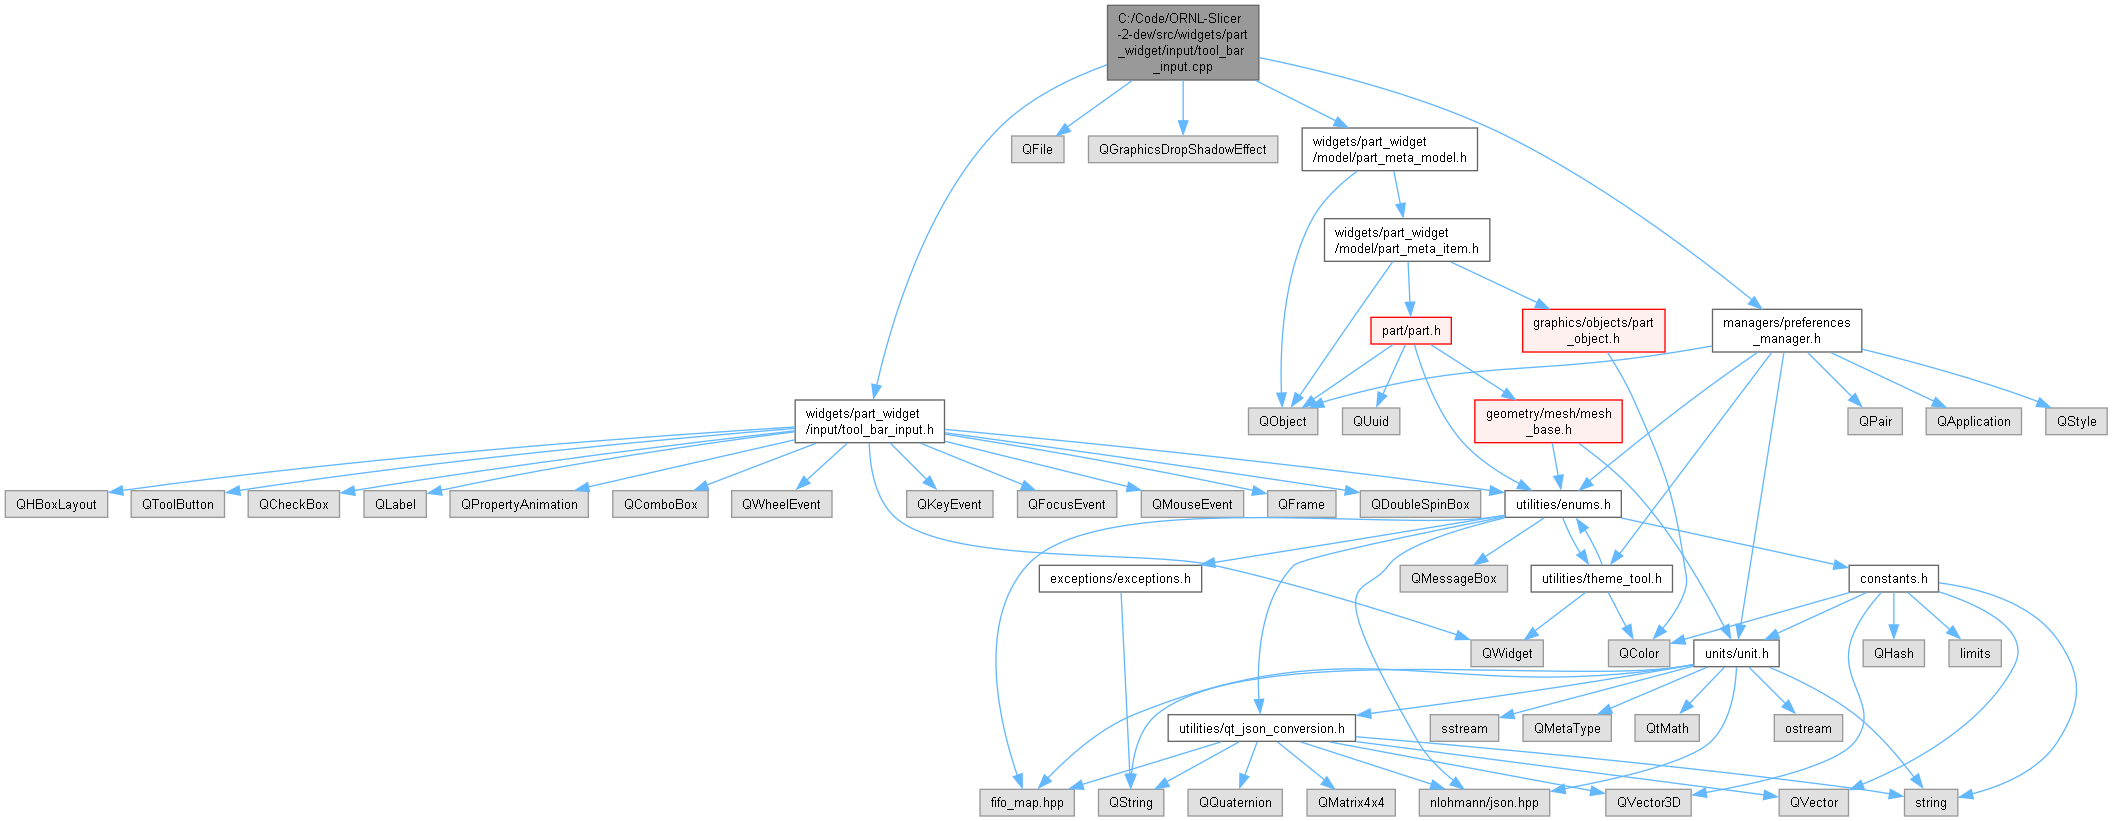 C:/Code/ORNL-Slicer
-2-dev/src/widgets/part
_widget/input/tool_bar
_input.cpp
QFile
QGraphicsDropShadowEffect
widgets/part_widget
/model/part_meta_model.h
widgets/part_widget
/model/part_meta_item.h
part/part.h
graphics/objects/part
_object.h
managers/preferences
_manager.h
widgets/part_widget
/input/tool_bar_input.h
QObject
QUuid
geometry/mesh/mesh
_base.h
QPair
QApplication
QStyle
QHBoxLayout
QToolButton
QCheckBox
QLabel
QPropertyAnimation
QComboBox
QWheelEvent
QKeyEvent
QFocusEvent
QMouseEvent
QFrame
QDoubleSpinBox
utilities/enums.h
exceptions/exceptions.h
QMessageBox
utilities/theme_tool.h
constants.h
QWidget
QColor
units/unit.h
QHash
limits
utilities/qt_json_conversion.h
sstream
QMetaType
QtMath
ostream
fifo_map.hpp
QString
QQuaternion
QMatrix4x4
nlohmann/json.hpp
QVector3D
QVector
string